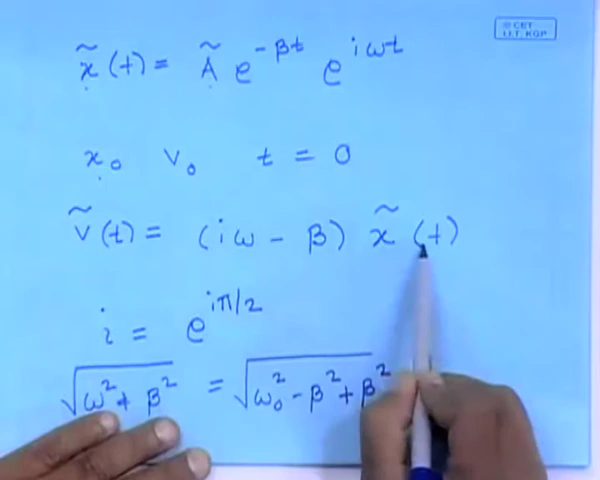 © CET
I.I.T. KGP
x̃(t) = Ã e^{-βt} e^{iωt}
x₀ v₀ t = 0
ṽ(t) = (iω - β) x̃(t)
i = e^{iπ/2}
√(ω² + β²) = √(ω₀² - β² + β²)